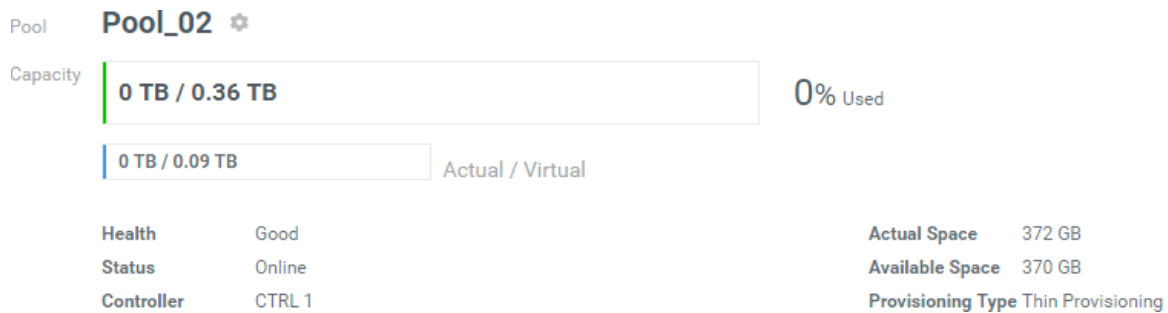 Pool Pool_02
Capacity
0 TB / 0.36 TB 0% Used
0 TB / 0.09 TB Actual / Virtual
Health Good Actual Space 372 GB
Status Online Available Space 370 GB
Controller CTRL 1 Provisioning Type Thin Provisioning